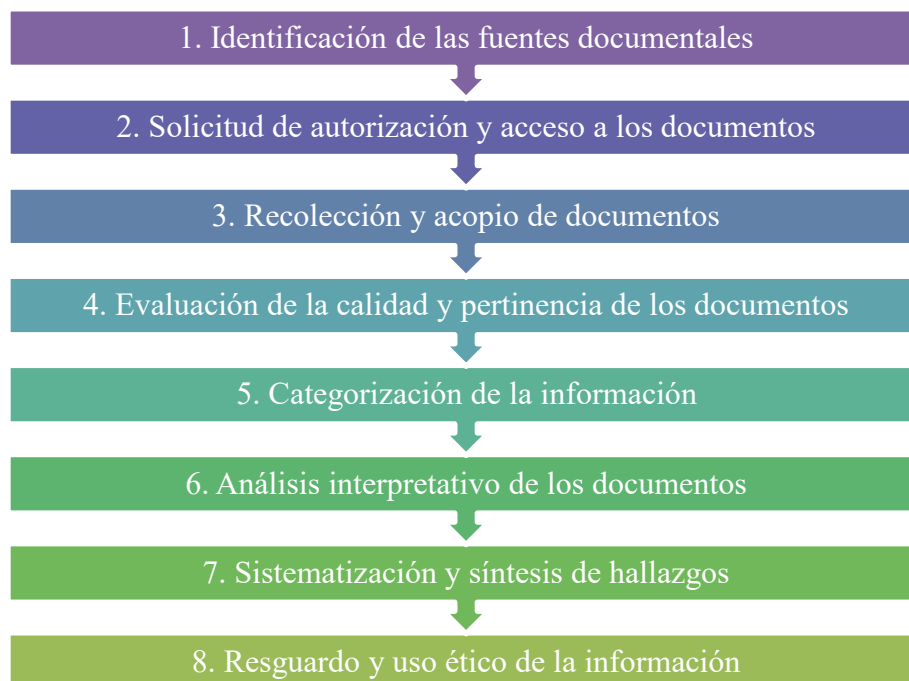 1. Identificación de las fuentes documentales
2. Solicitud de autorización y acceso a los documentos
3. Recolección y acopio de documentos
4. Evaluación de la calidad y pertinencia de los documentos
5. Categorización de la información
6. Análisis interpretativo de los documentos
7. Sistematización y síntesis de hallazgos
8. Resguardo y uso ético de la información